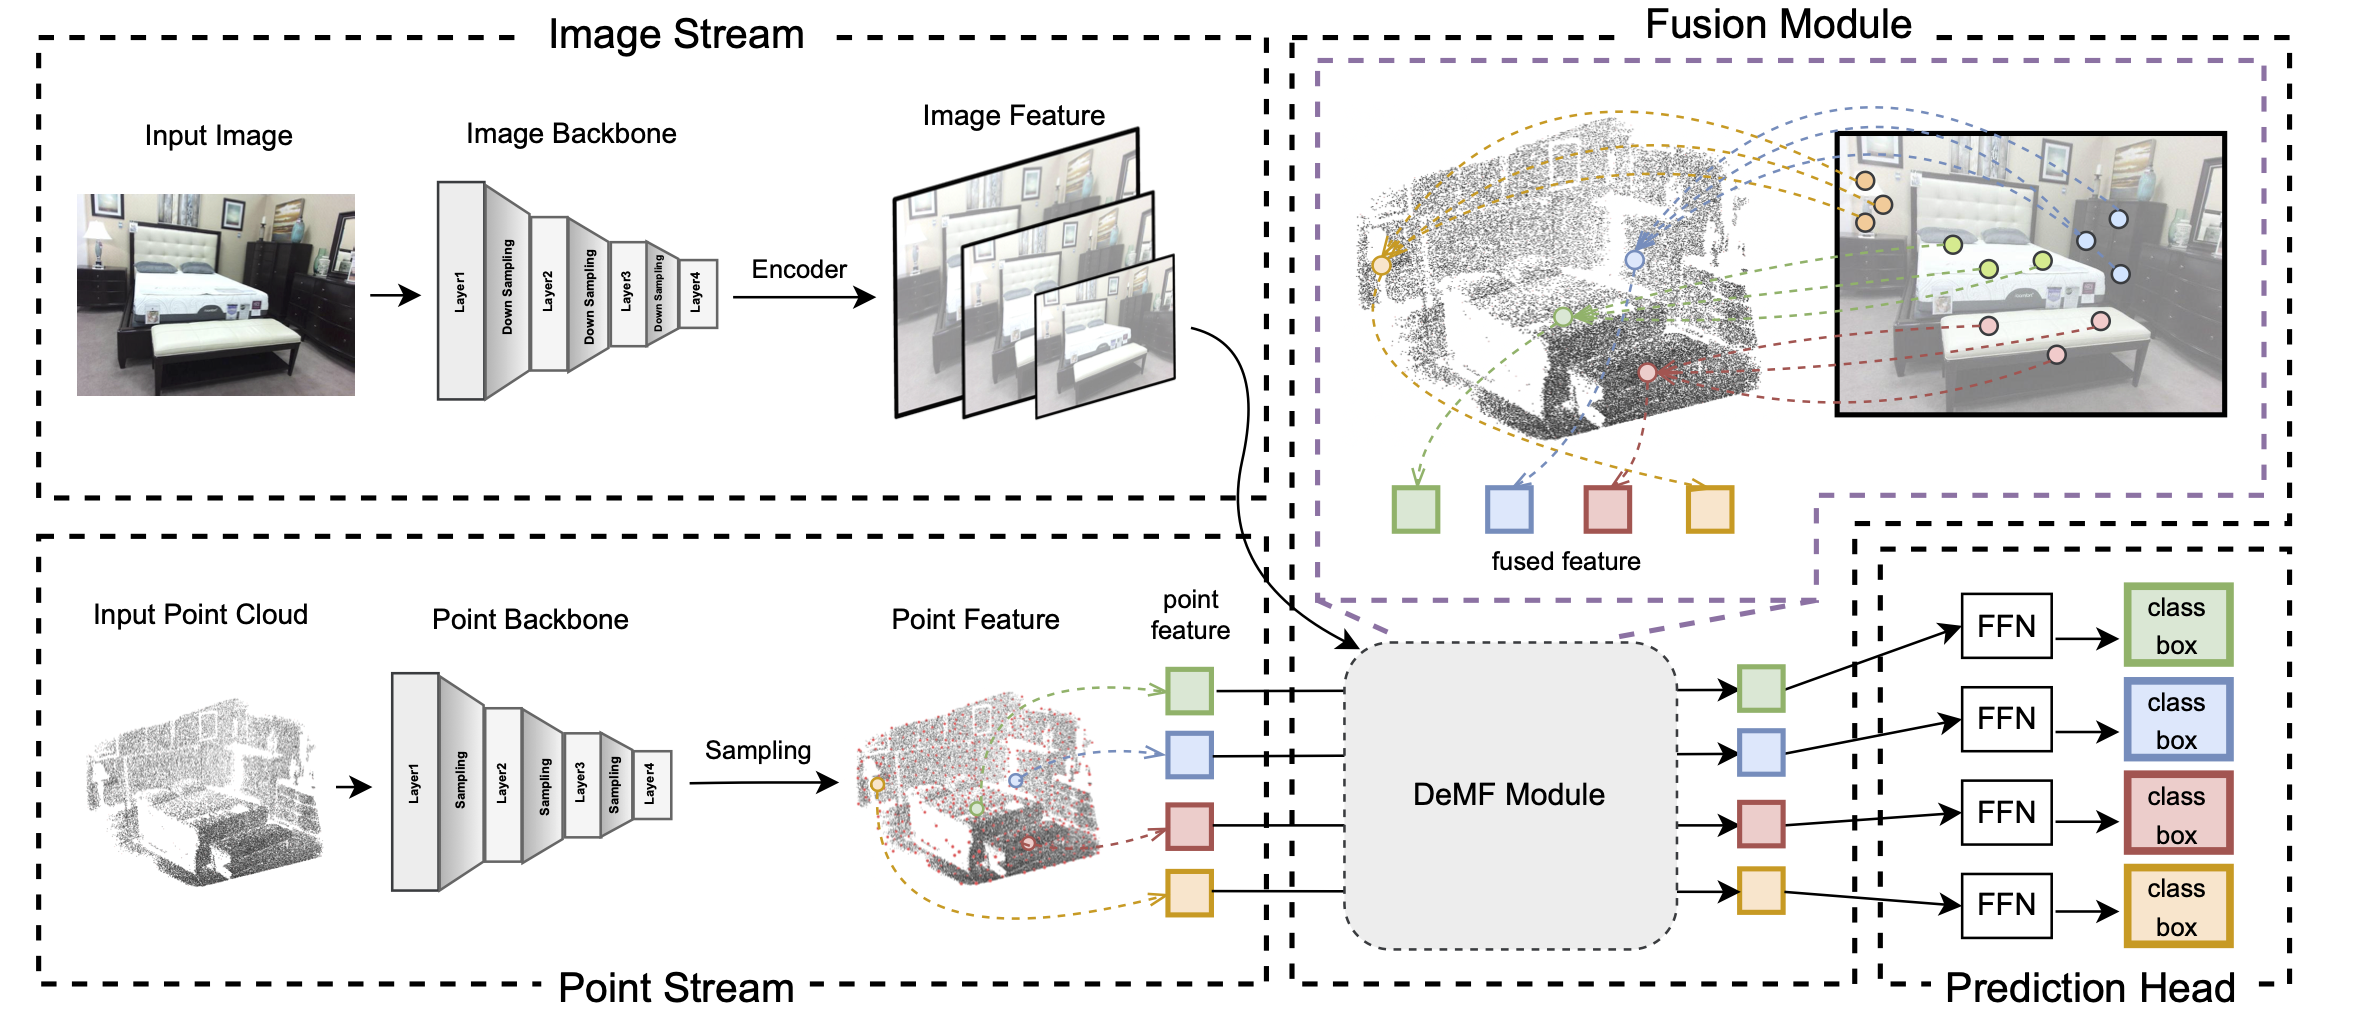 Image Stream
Input Image
Image Backbone
Image Feature
Layer1
Down Sampling
Layer2
Down Sampling
Layer3
Down Sampling
Layer4
Encoder
Fusion Module
fused feature
Input Point Cloud
Point Backbone
Point Feature
point
feature
Layer1
Sampling
Layer2
Sampling
Layer3
Sampling
Layer4
Sampling
DeMF Module
FFN
class
box
FFN
class
box
FFN
class
box
FFN
class
box
Point Stream
Prediction Head